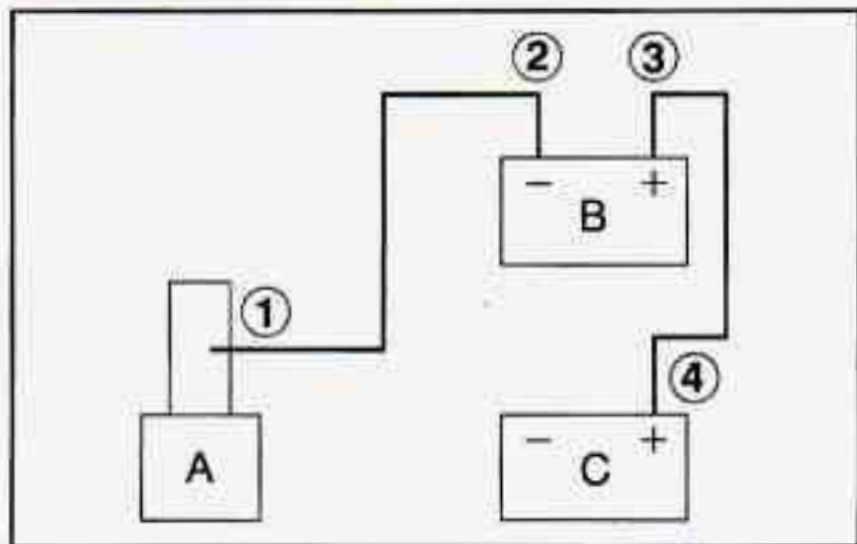 ② ③
− +
B
①
④
− +
A C